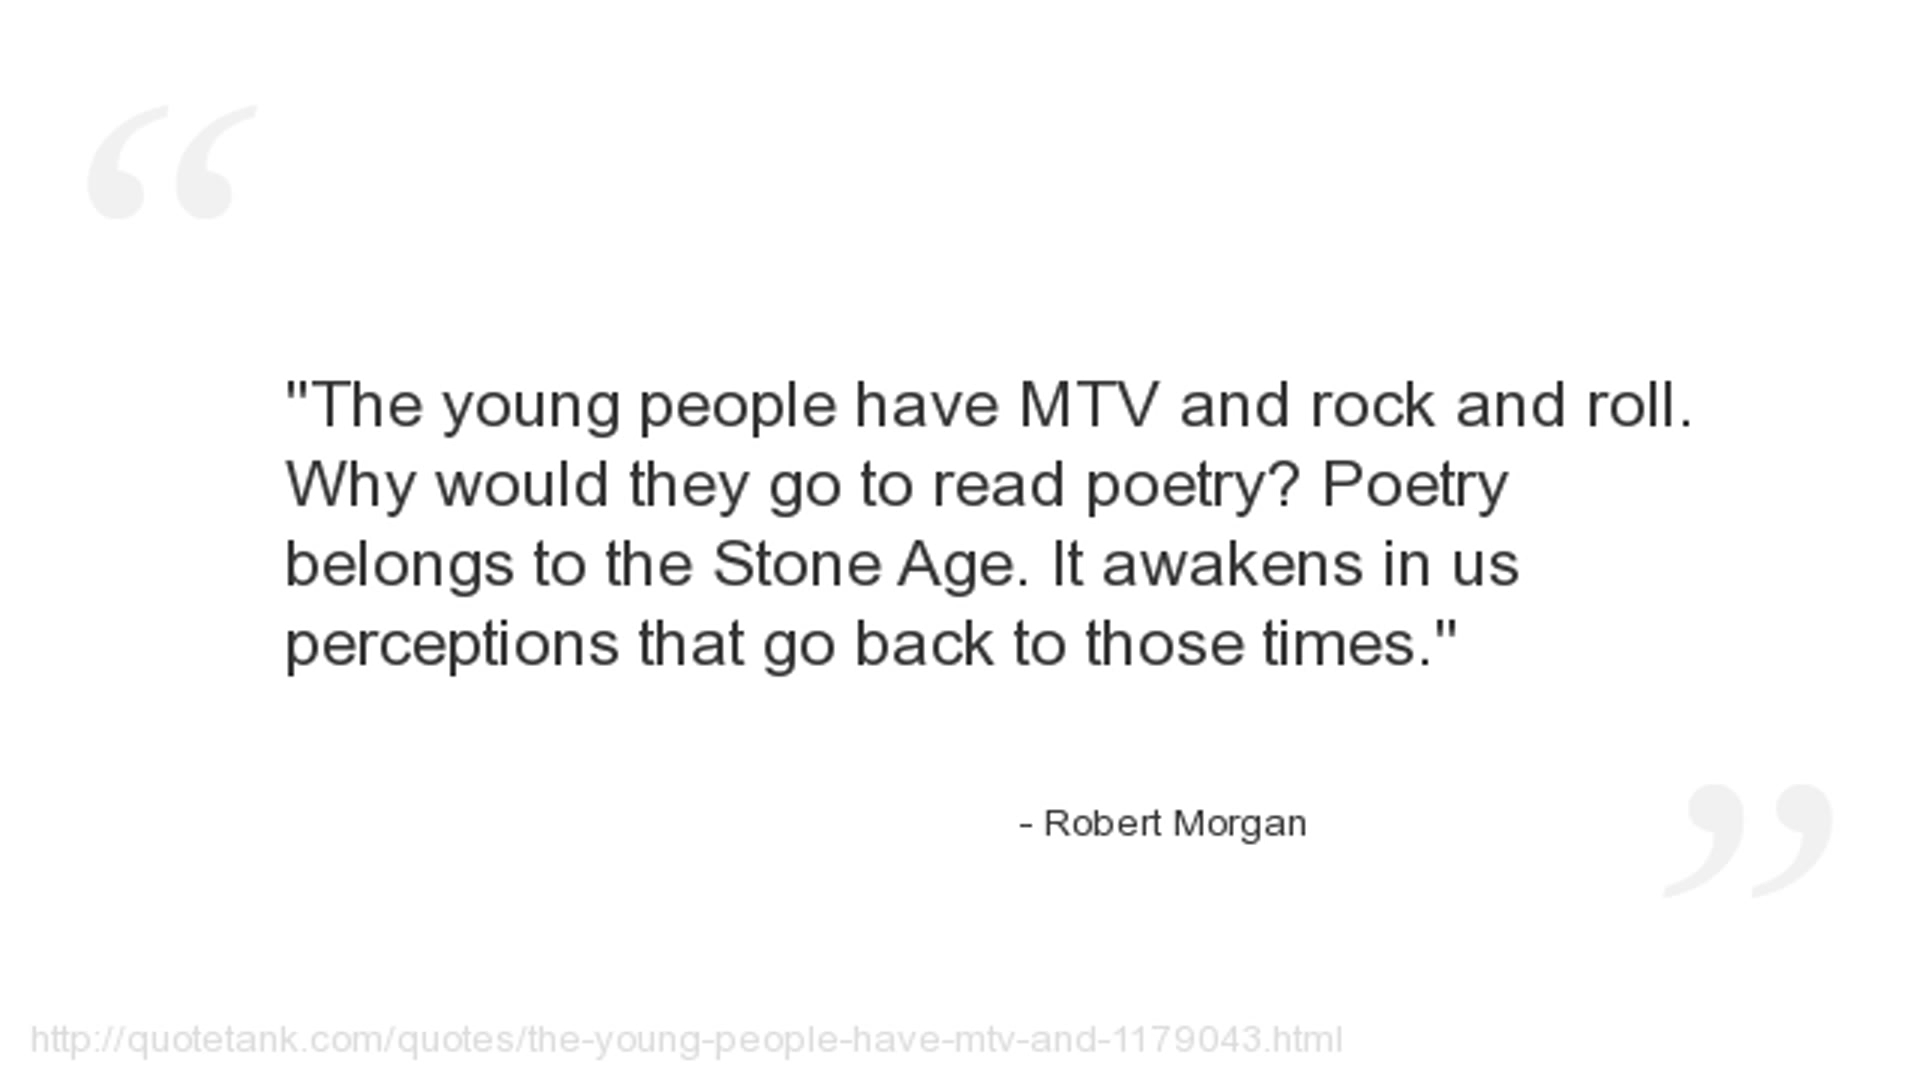 "The young people have MTV and rock and roll.
Why would they go to read poetry? Poetry
belongs to the Stone Age. It awakens in us
perceptions that go back to those times."
- Robert Morgan
http://quotetank.com/quotes/the-young-people-have-mtv-and-1179043.html